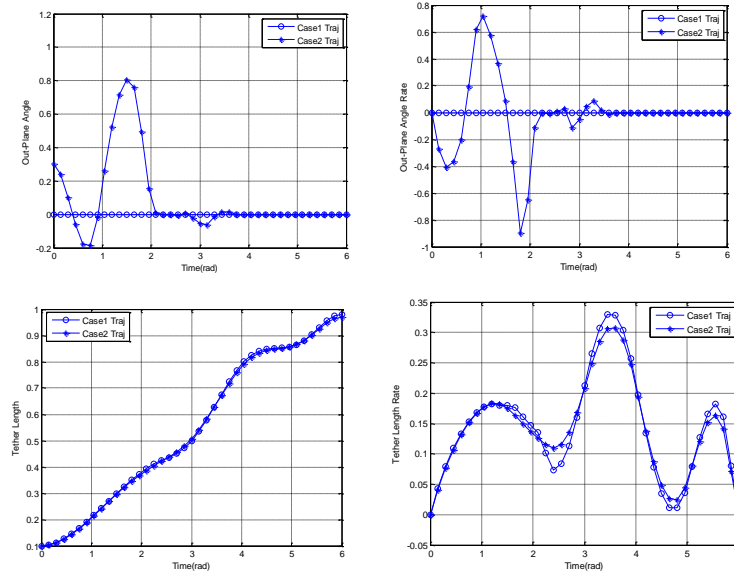 1.2
1
0.8
0.6
0.4
0.2
0
-0.2
0 1 2 3 4 5 6
Time(rad)
Out-Plane Angle
Case1 Traj
Case2 Traj
0.8
0.6
0.4
0.2
0
-0.2
-0.4
-0.6
-0.8
-1
0 1 2 3 4 5 6
Time(rad)
Out-Plane Angle Rate
Case1 Traj
Case2 Traj
1
0.9
0.8
0.7
0.6
0.5
0.4
0.3
0.2
0.1
0 1 2 3 4 5 6
Time(rad)
Tether Length
Case1 Traj
Case2 Traj
0.35
0.3
0.25
0.2
0.15
0.1
0.05
0
-0.05
0 1 2 3 4 5
Time(rad)
Tether Length Rate
Case1 Traj
Case2 Traj